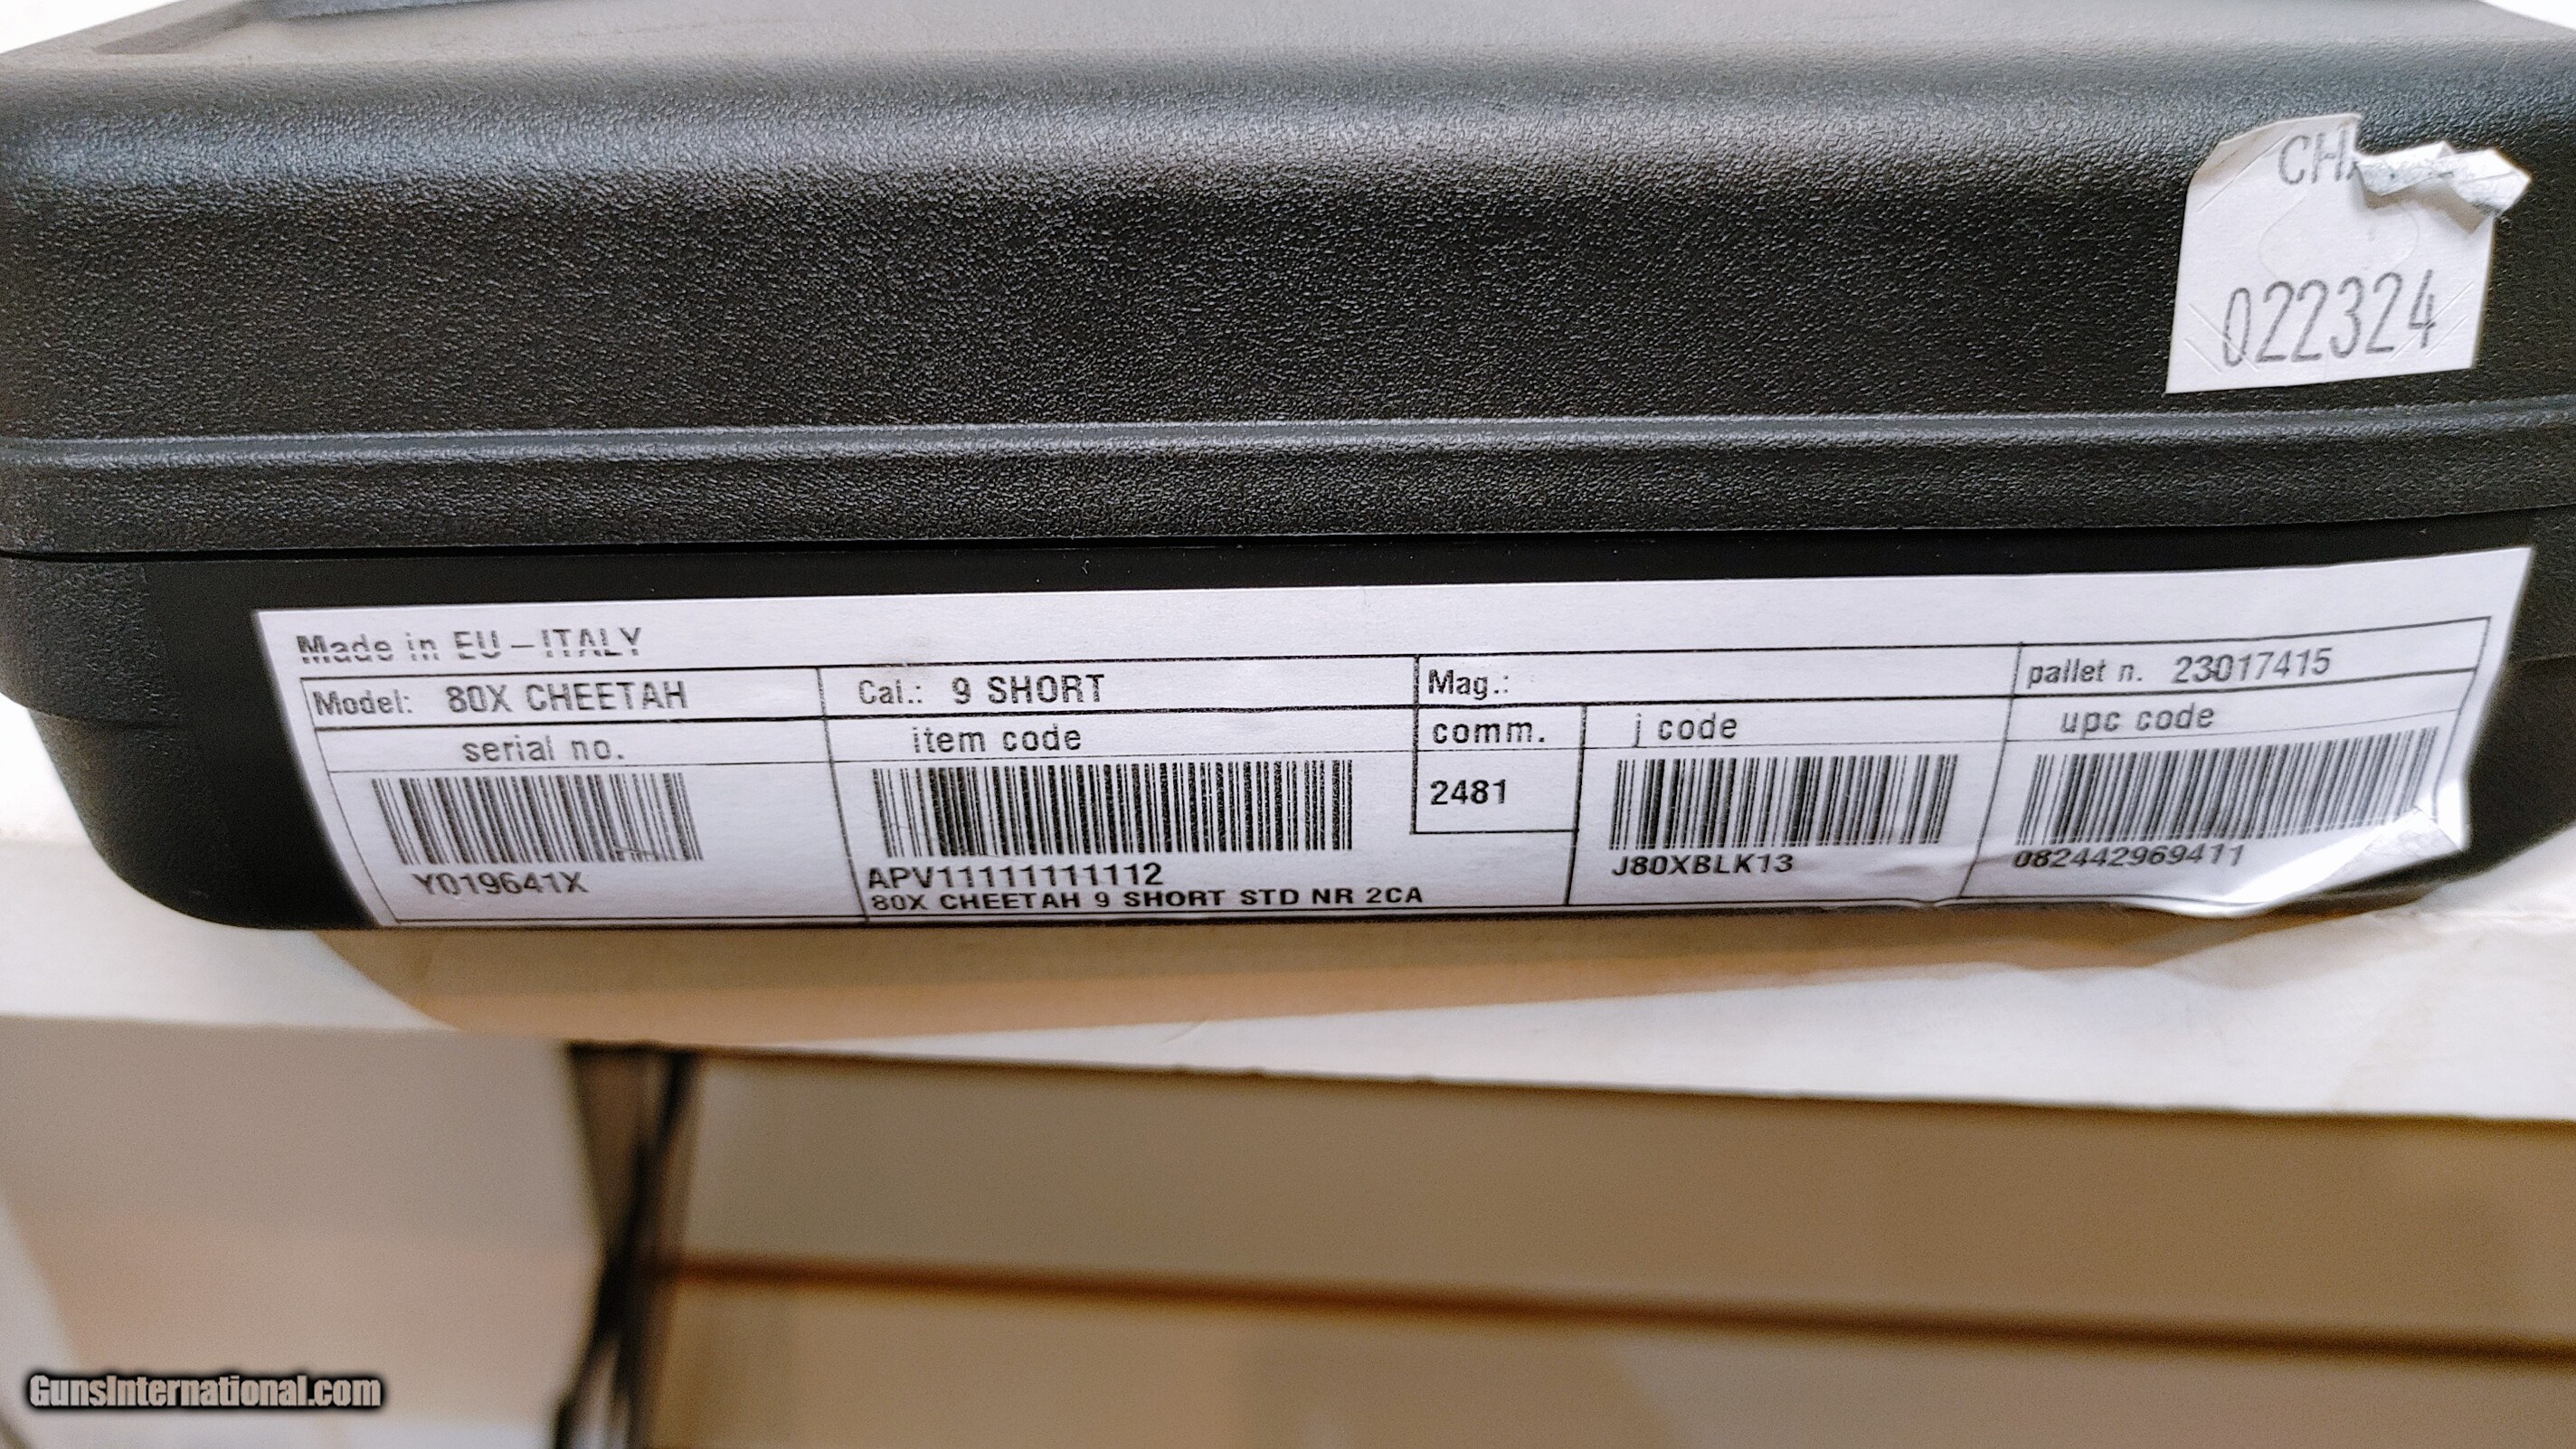 022324
Made in EU - ITALY
Model: 80X CHEETAH Cal.: 9 SHORT Mag.: pallet n. 23017415
serial no. item code comm. j code upc code
2481
Y019641X APV11111111112 J80XBLK13 082442969411
80X CHEETAH 9 SHORT STD NR 2CA
GunsInternational.com